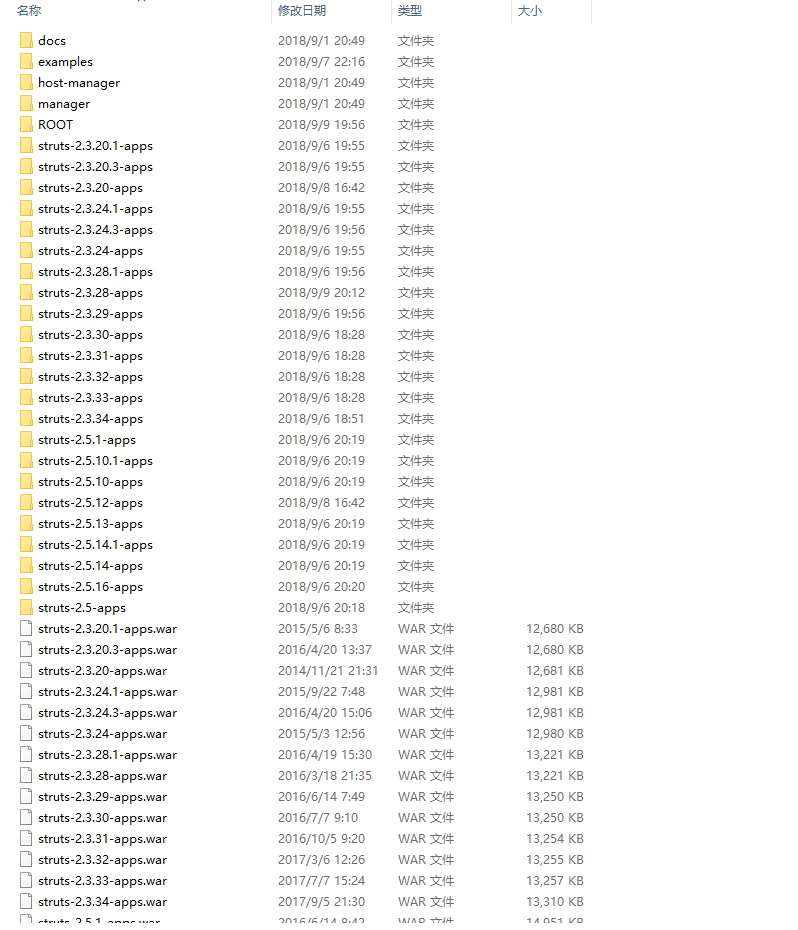 名称 修改日期 类型 大小
docs 2018/9/1 20:49 文件夹
examples 2018/9/7 22:16 文件夹
host-manager 2018/9/1 20:49 文件夹
manager 2018/9/1 20:49 文件夹
ROOT 2018/9/9 19:56 文件夹
struts-2.3.20.1-apps 2018/9/6 19:55 文件夹
struts-2.3.20.3-apps 2018/9/6 19:55 文件夹
struts-2.3.20-apps 2018/9/8 16:42 文件夹
struts-2.3.24.1-apps 2018/9/6 19:55 文件夹
struts-2.3.24.3-apps 2018/9/6 19:56 文件夹
struts-2.3.24-apps 2018/9/6 19:55 文件夹
struts-2.3.28.1-apps 2018/9/6 19:56 文件夹
struts-2.3.28-apps 2018/9/9 20:12 文件夹
struts-2.3.29-apps 2018/9/6 19:56 文件夹
struts-2.3.30-apps 2018/9/6 18:28 文件夹
struts-2.3.31-apps 2018/9/6 18:28 文件夹
struts-2.3.32-apps 2018/9/6 18:28 文件夹
struts-2.3.33-apps 2018/9/6 18:28 文件夹
struts-2.3.34-apps 2018/9/6 18:51 文件夹
struts-2.5.1-apps 2018/9/6 20:19 文件夹
struts-2.5.10.1-apps 2018/9/6 20:19 文件夹
struts-2.5.10-apps 2018/9/6 20:19 文件夹
struts-2.5.12-apps 2018/9/8 16:42 文件夹
struts-2.5.13-apps 2018/9/6 20:19 文件夹
struts-2.5.14.1-apps 2018/9/6 20:19 文件夹
struts-2.5.14-apps 2018/9/6 20:19 文件夹
struts-2.5.16-apps 2018/9/6 20:20 文件夹
struts-2.5-apps 2018/9/6 20:18 文件夹
struts-2.3.20.1-apps.war 2015/5/6 8:33 WAR 文件 12,680 KB
struts-2.3.20.3-apps.war 2016/4/20 13:37 WAR 文件 12,680 KB
struts-2.3.20-apps.war 2014/11/21 21:31 WAR 文件 12,681 KB
struts-2.3.24.1-apps.war 2015/9/22 7:48 WAR 文件 12,981 KB
struts-2.3.24.3-apps.war 2016/4/20 15:06 WAR 文件 12,981 KB
struts-2.3.24-apps.war 2015/5/3 12:56 WAR 文件 12,980 KB
struts-2.3.28.1-apps.war 2016/4/19 15:30 WAR 文件 13,221 KB
struts-2.3.28-apps.war 2016/3/18 21:35 WAR 文件 13,221 KB
struts-2.3.29-apps.war 2016/6/14 7:49 WAR 文件 13,250 KB
struts-2.3.30-apps.war 2016/7/7 9:10 WAR 文件 13,250 KB
struts-2.3.31-apps.war 2016/10/5 9:20 WAR 文件 13,254 KB
struts-2.3.32-apps.war 2017/3/6 12:26 WAR 文件 13,255 KB
struts-2.3.33-apps.war 2017/7/7 15:24 WAR 文件 13,257 KB
struts-2.3.34-apps.war 2017/9/5 21:30 WAR 文件 13,310 KB
struts-2.5.1-apps.war 2016/6/14 8:42 WAR 文件 14,951 KB